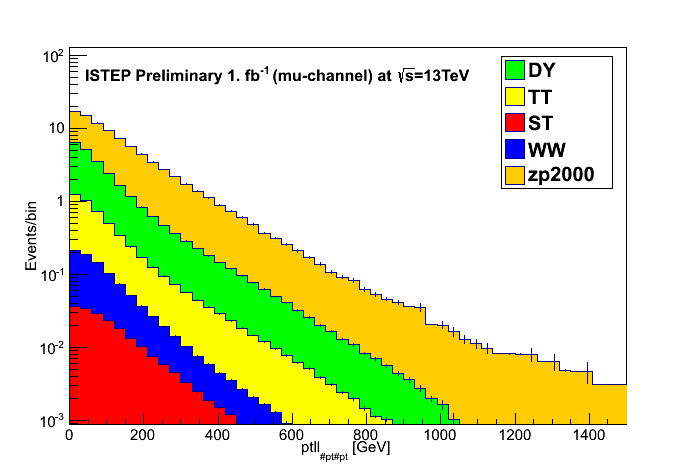 ISTEP Preliminary 1. fb-1 (mu-channel) at √s=13TeV
DY
TT
ST
WW
zp2000
Events/bin
10²
10
1
10⁻¹
10⁻²
10⁻³
0 200 400 600 800 1000 1200 1400
ptll#pt#pt [GeV]